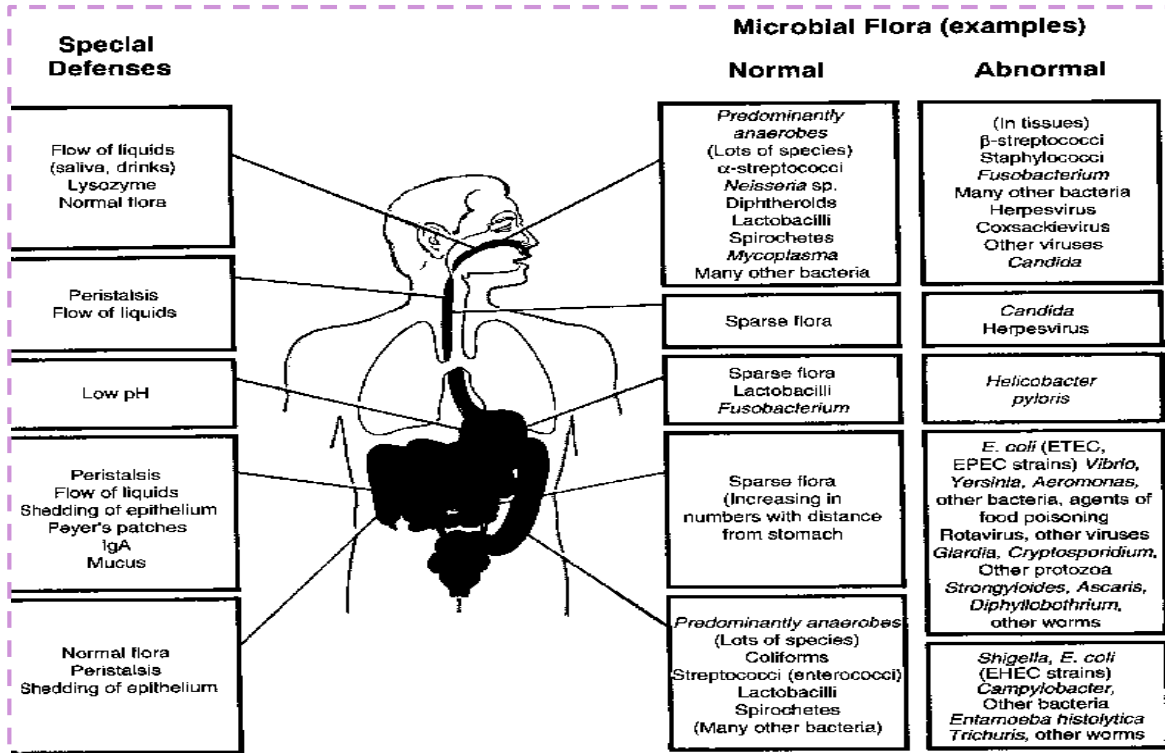 Special
Defenses
Microbial Flora (examples)
Normal
Abnormal
Flow of liquids
(saliva, drinks)
Lysozyme
Normal flora
Predominantly
anaerobes
(Lots of species)
α-streptococci
Neisseria sp.
Diphtheroids
Lactobacilli
Spirochetes
Mycoplasma
Many other bacteria
(In tissues)
β-streptococci
Staphylococci
Fusobacterium
Many other bacteria
Herpesvirus
Coxsackievirus
Other viruses
Candida
Peristalsis
Flow of liquids
Sparse flora
Candida
Herpesvirus
Low pH
Sparse flora
Lactobacilli
Fusobacterium
Helicobacter
pyloris
Peristalsis
Flow of liquids
Shedding of epithelium
Peyer's patches
IgA
Mucus
Sparse flora
(Increasing in
numbers with distance
from stomach
E. coli (ETEC,
EPEC strains) Vibrio,
Yersinia, Aeromonas,
other bacteria, agents of
food poisoning
Rotavirus, other viruses
Giardia, Cryptosporidium,
Other protozoa
Strongyloides, Ascaris,
Diphyllobothrium,
other worms
Normal flora
Peristalsis
Shedding of epithelium
Predominantly anaerobes
(Lots of species)
Coliforms
Streptococci (enterococci)
Lactobacilli
Spirochetes
(Many other bacteria)
Shigella, E. coli
(EHEC strains)
Campylobacter,
Other bacteria
Entamoeba histolytica
Trichuris, other worms